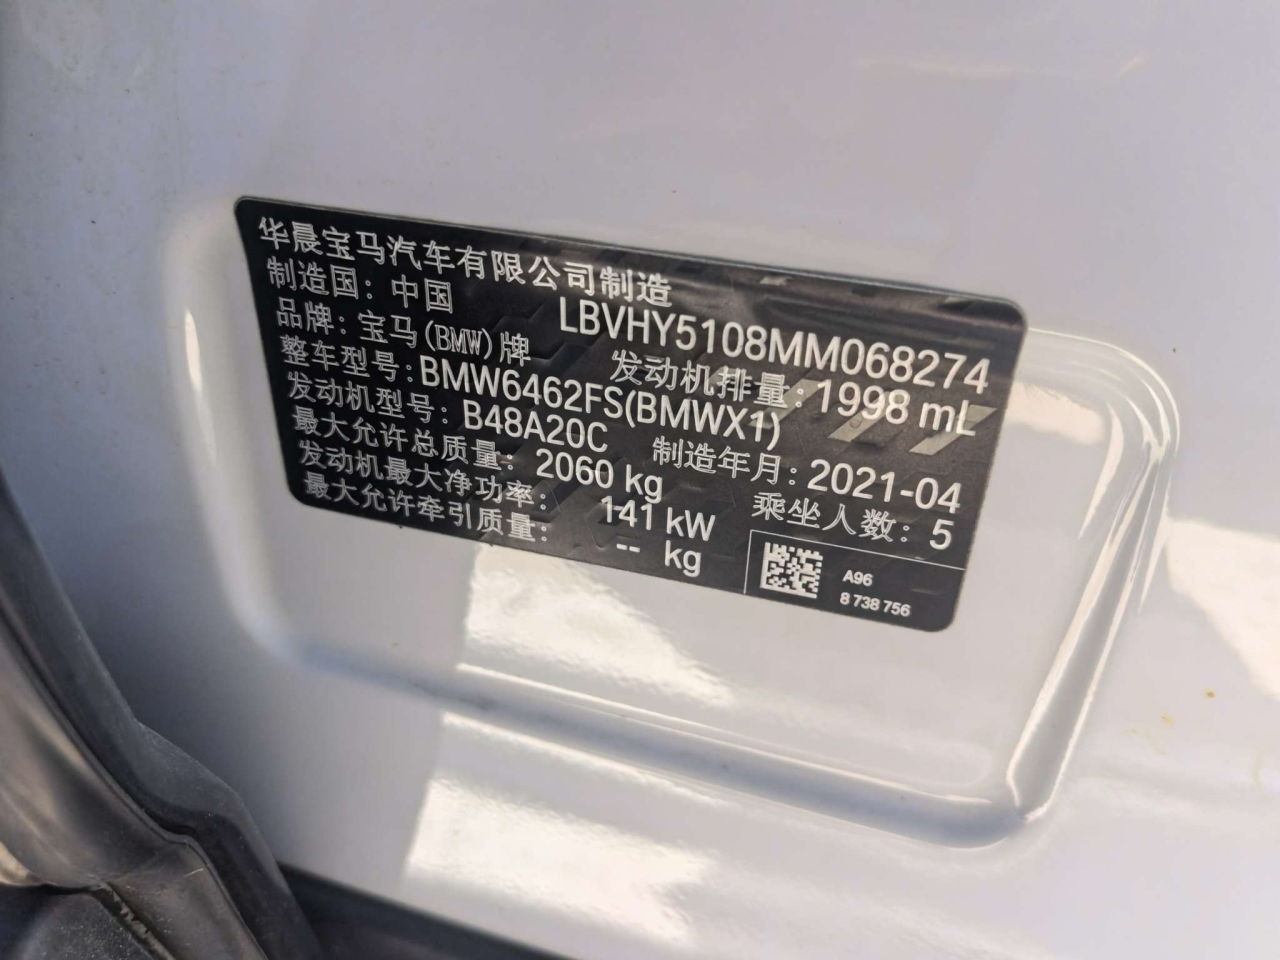 华晨宝马汽车有限公司制造
制造国：中国
LBVHY5108MM068274
品牌：宝马(BMW)牌
发动机排量：1998 mL
整车型号：BMW6462FS(BMWX1)
发动机型号：B48A20C
制造年月：2021-04
最大允许总质量：2060 kg
乘坐人数：5
发动机最大净功率：141 kW
最大允许牵引质量：-- kg
A96
8 738 756